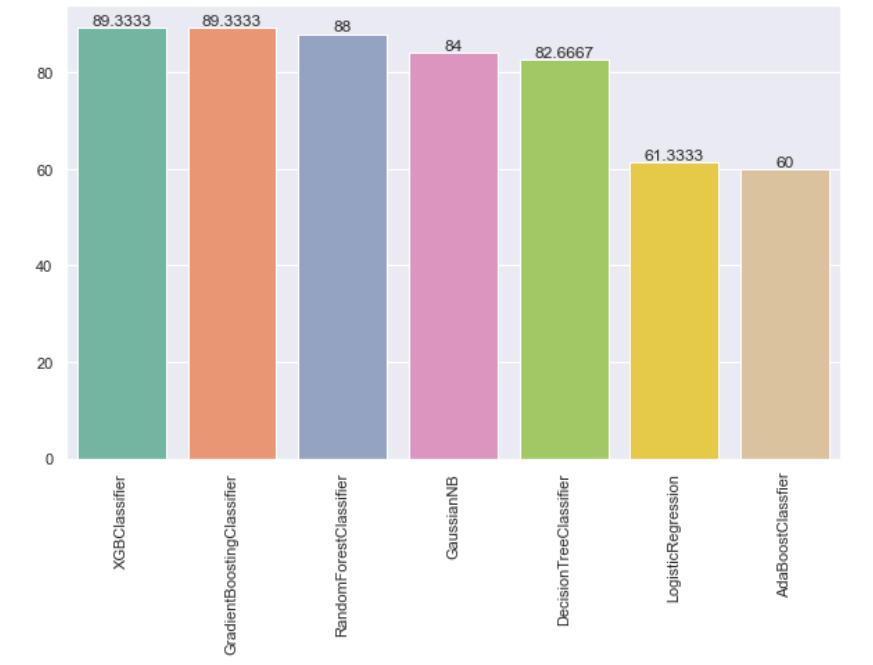 89.3333
89.3333
88
84
82.6667
61.3333
60
80
60
40
20
0
XGBClassifier
GradientBoostingClassifier
RandomForestClassifier
GaussianNB
DecisionTreeClassifier
LogisticRegression
AdaBoostClassfier